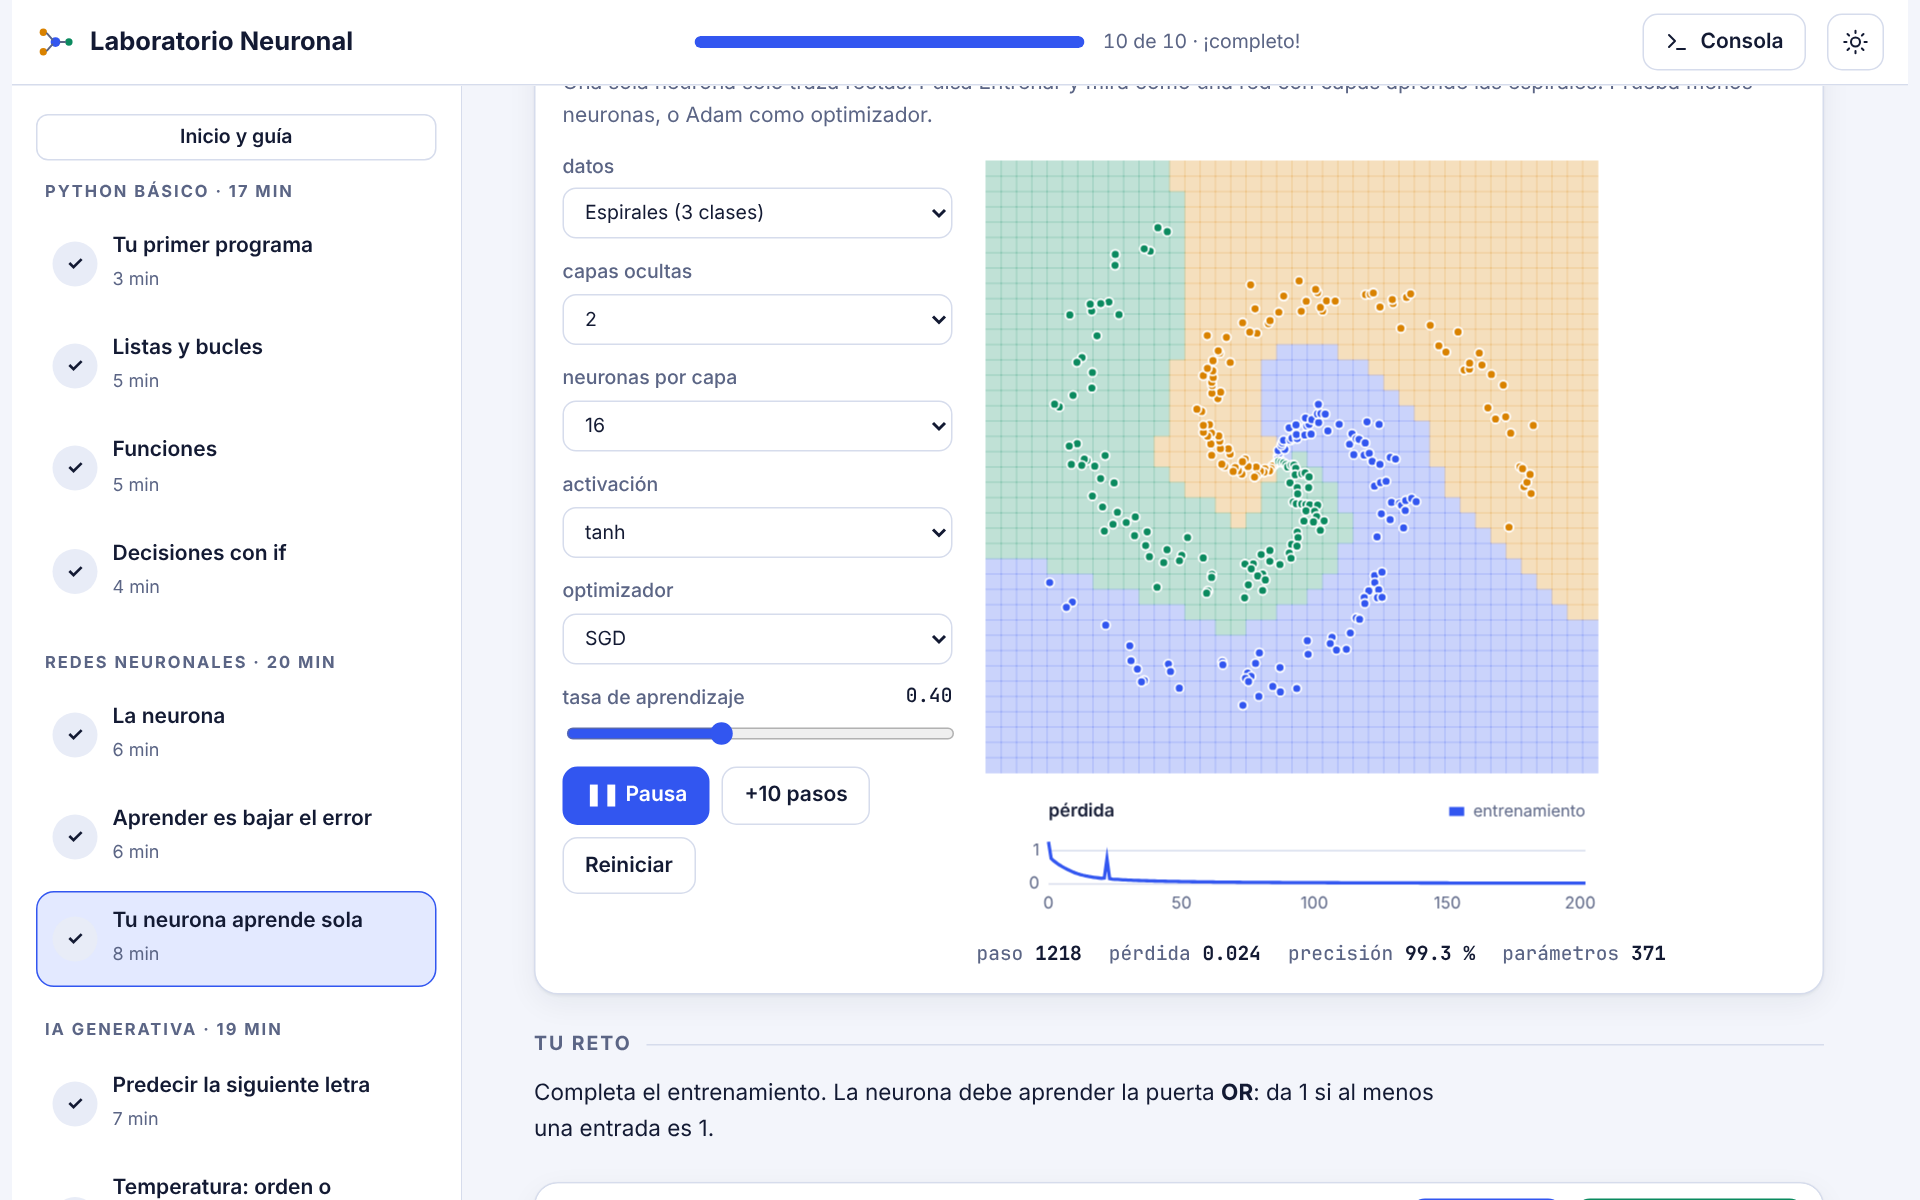 Laboratorio Neuronal
10 de 10 · ¡completo!
Consola
Inicio y guía
PYTHON BÁSICO · 17 MIN
Tu primer programa
3 min
Listas y bucles
5 min
Funciones
5 min
Decisiones con if
4 min
REDES NEURONALES · 20 MIN
La neurona
6 min
Aprender es bajar el error
6 min
Tu neurona aprende sola
8 min
IA GENERATIVA · 19 MIN
Predecir la siguiente letra
7 min
Temperatura: orden o
neuronas, o Adam como optimizador.
datos
Espirales (3 clases)
capas ocultas
2
neuronas por capa
16
activación
tanh
optimizador
SGD
tasa de aprendizaje 0.40
Pausa
+10 pasos
Reiniciar
pérdida
entrenamiento
1
0
0 50 100 150 200
paso 1218 pérdida 0.024 precisión 99.3 % parámetros 371
TU RETO
Completa el entrenamiento. La neurona debe aprender la puerta OR: da 1 si al menos
una entrada es 1.